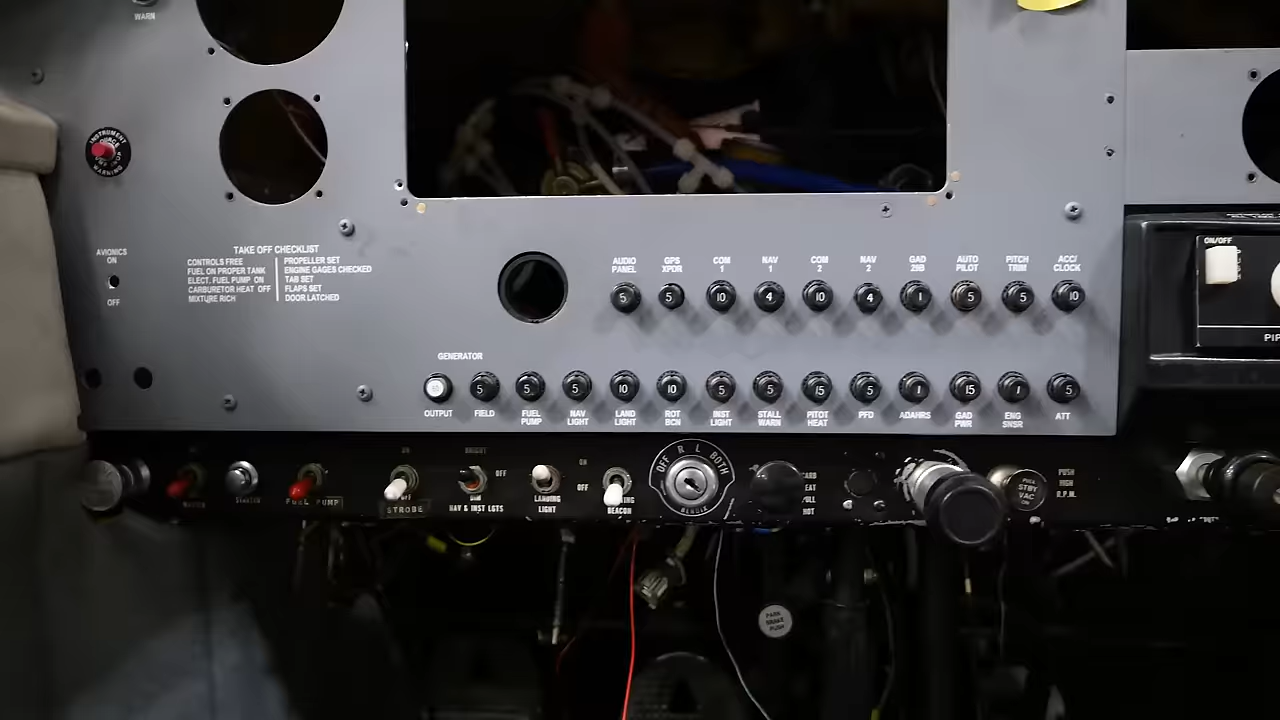 WARN
INSTRUMENT
WARNING
AVIONICS
ON
OFF
TAKE OFF CHECKLIST
CONTROLS FREE
FUEL ON PROPER TANK
ELECT. FUEL PUMP ON
CARBURETOR HEAT OFF
MIXTURE RICH
PROPELLER SET
ENGINE GAGES CHECKED
TAB SET
FLAPS SET
DOOR LATCHED
AUDIO PANEL
GPS XPDR
COM 1
NAV 1
COM 2
NAV 2
GAD 29B
AUTO PILOT
PITCH TRIM
ACC/ CLOCK
5 5 10 4 10 4 1 5 5 10
GENERATOR
5 5 5 10 10 5 5 15 5 1 15 1 5
OUTPUT
FIELD
FUEL PUMP
NAV LIGHT
LAND LIGHT
ROT BCN
INST LIGHT
STALL WARN
PITOT HEAT
PFD
ADAHRS
GAD PWR
ENG SNSR
ATT
ON/OFF
PIP
FUEL PUMP
STROBE
BRIGHT
OFF
NAV & INST LGTS
LANDING LIGHT
ON
OFF
BEACON
OFF R L BOTH
BENDIX
HOT
PULL
STBY
VAC
PUSH
HIGH
R.P.M.
PARK
BRAKE
PUSH